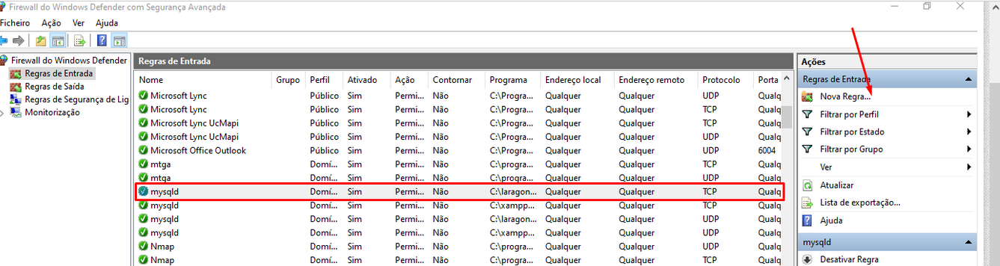 Firewall do Windows Defender com Segurança Avançada
Ficheiro Ação Ver Ajuda
Firewall do Windows Defender
Regras de Entrada
Regras de Saída
Regras de Segurança de Lig
Monitorização
Regras de Entrada
Nome Grupo Perfil Ativado Ação Contornar Programa Endereço local Endereço remoto Protocolo Porta
Microsoft Lync Público Sim Permi... Não C:\Progra... Qualquer Qualquer UDP Qualq
Microsoft Lync Público Sim Permi... Não C:\Progra... Qualquer Qualquer TCP Qualq
Microsoft Lync UcMapi Público Sim Permi... Não C:\Progra... Qualquer Qualquer TCP Qualq
Microsoft Lync UcMapi Público Sim Permi... Não C:\Progra... Qualquer Qualquer UDP Qualq
Microsoft Office Outlook Público Sim Permi... Não C:\Progra... Qualquer Qualquer UDP 6004
mtga Domí... Sim Permi... Não C:\progra... Qualquer Qualquer TCP Qualq
mtga Domí... Sim Permi... Não C:\progra... Qualquer Qualquer UDP Qualq
mysqld Domí... Sim Permi... Não C:\laragon... Qualquer Qualquer TCP Qualq
mysqld Domí... Sim Permi... Não C:\xampp... Qualquer Qualquer TCP Qualq
mysqld Domí... Sim Permi... Não C:\laragon... Qualquer Qualquer UDP Qualq
mysqld Domí... Sim Permi... Não C:\xampp... Qualquer Qualquer UDP Qualq
Nmap Domí... Sim Permi... Não C:\progra... Qualquer Qualquer UDP Qualq
Nmap Domí... Sim Permi... Não C:\progra... Qualquer Qualquer TCP Qualq
Ações
Regras de Entrada
Nova Regra...
Filtrar por Perfil
Filtrar por Estado
Filtrar por Grupo
Ver
Atualizar
Lista de exportação...
Ajuda
mysqld
Desativar Regra